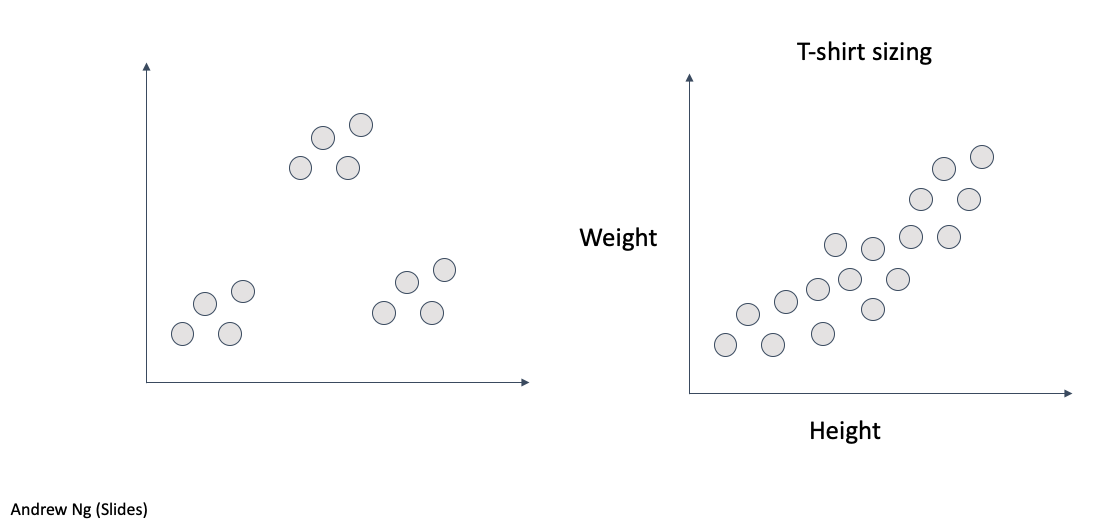 T-shirt sizing
Weight
Height
Andrew Ng (Slides)